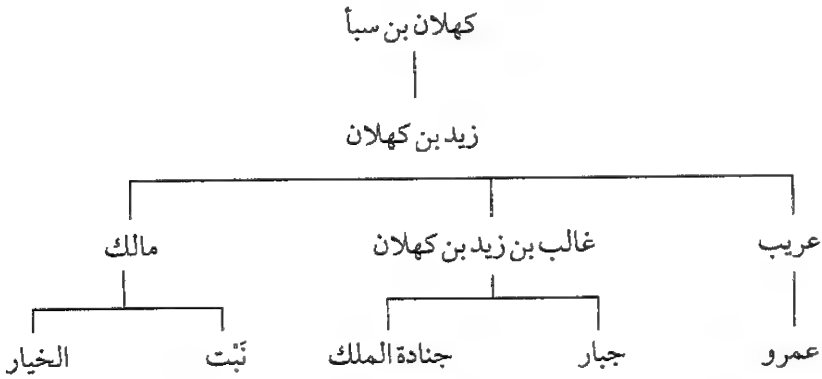 كهلان بن سبأ
زيد بن كهلان
عريب غالب بن زيد بن كهلان مالك
عمرو جبار جنادة الملك نَبْت الخيار